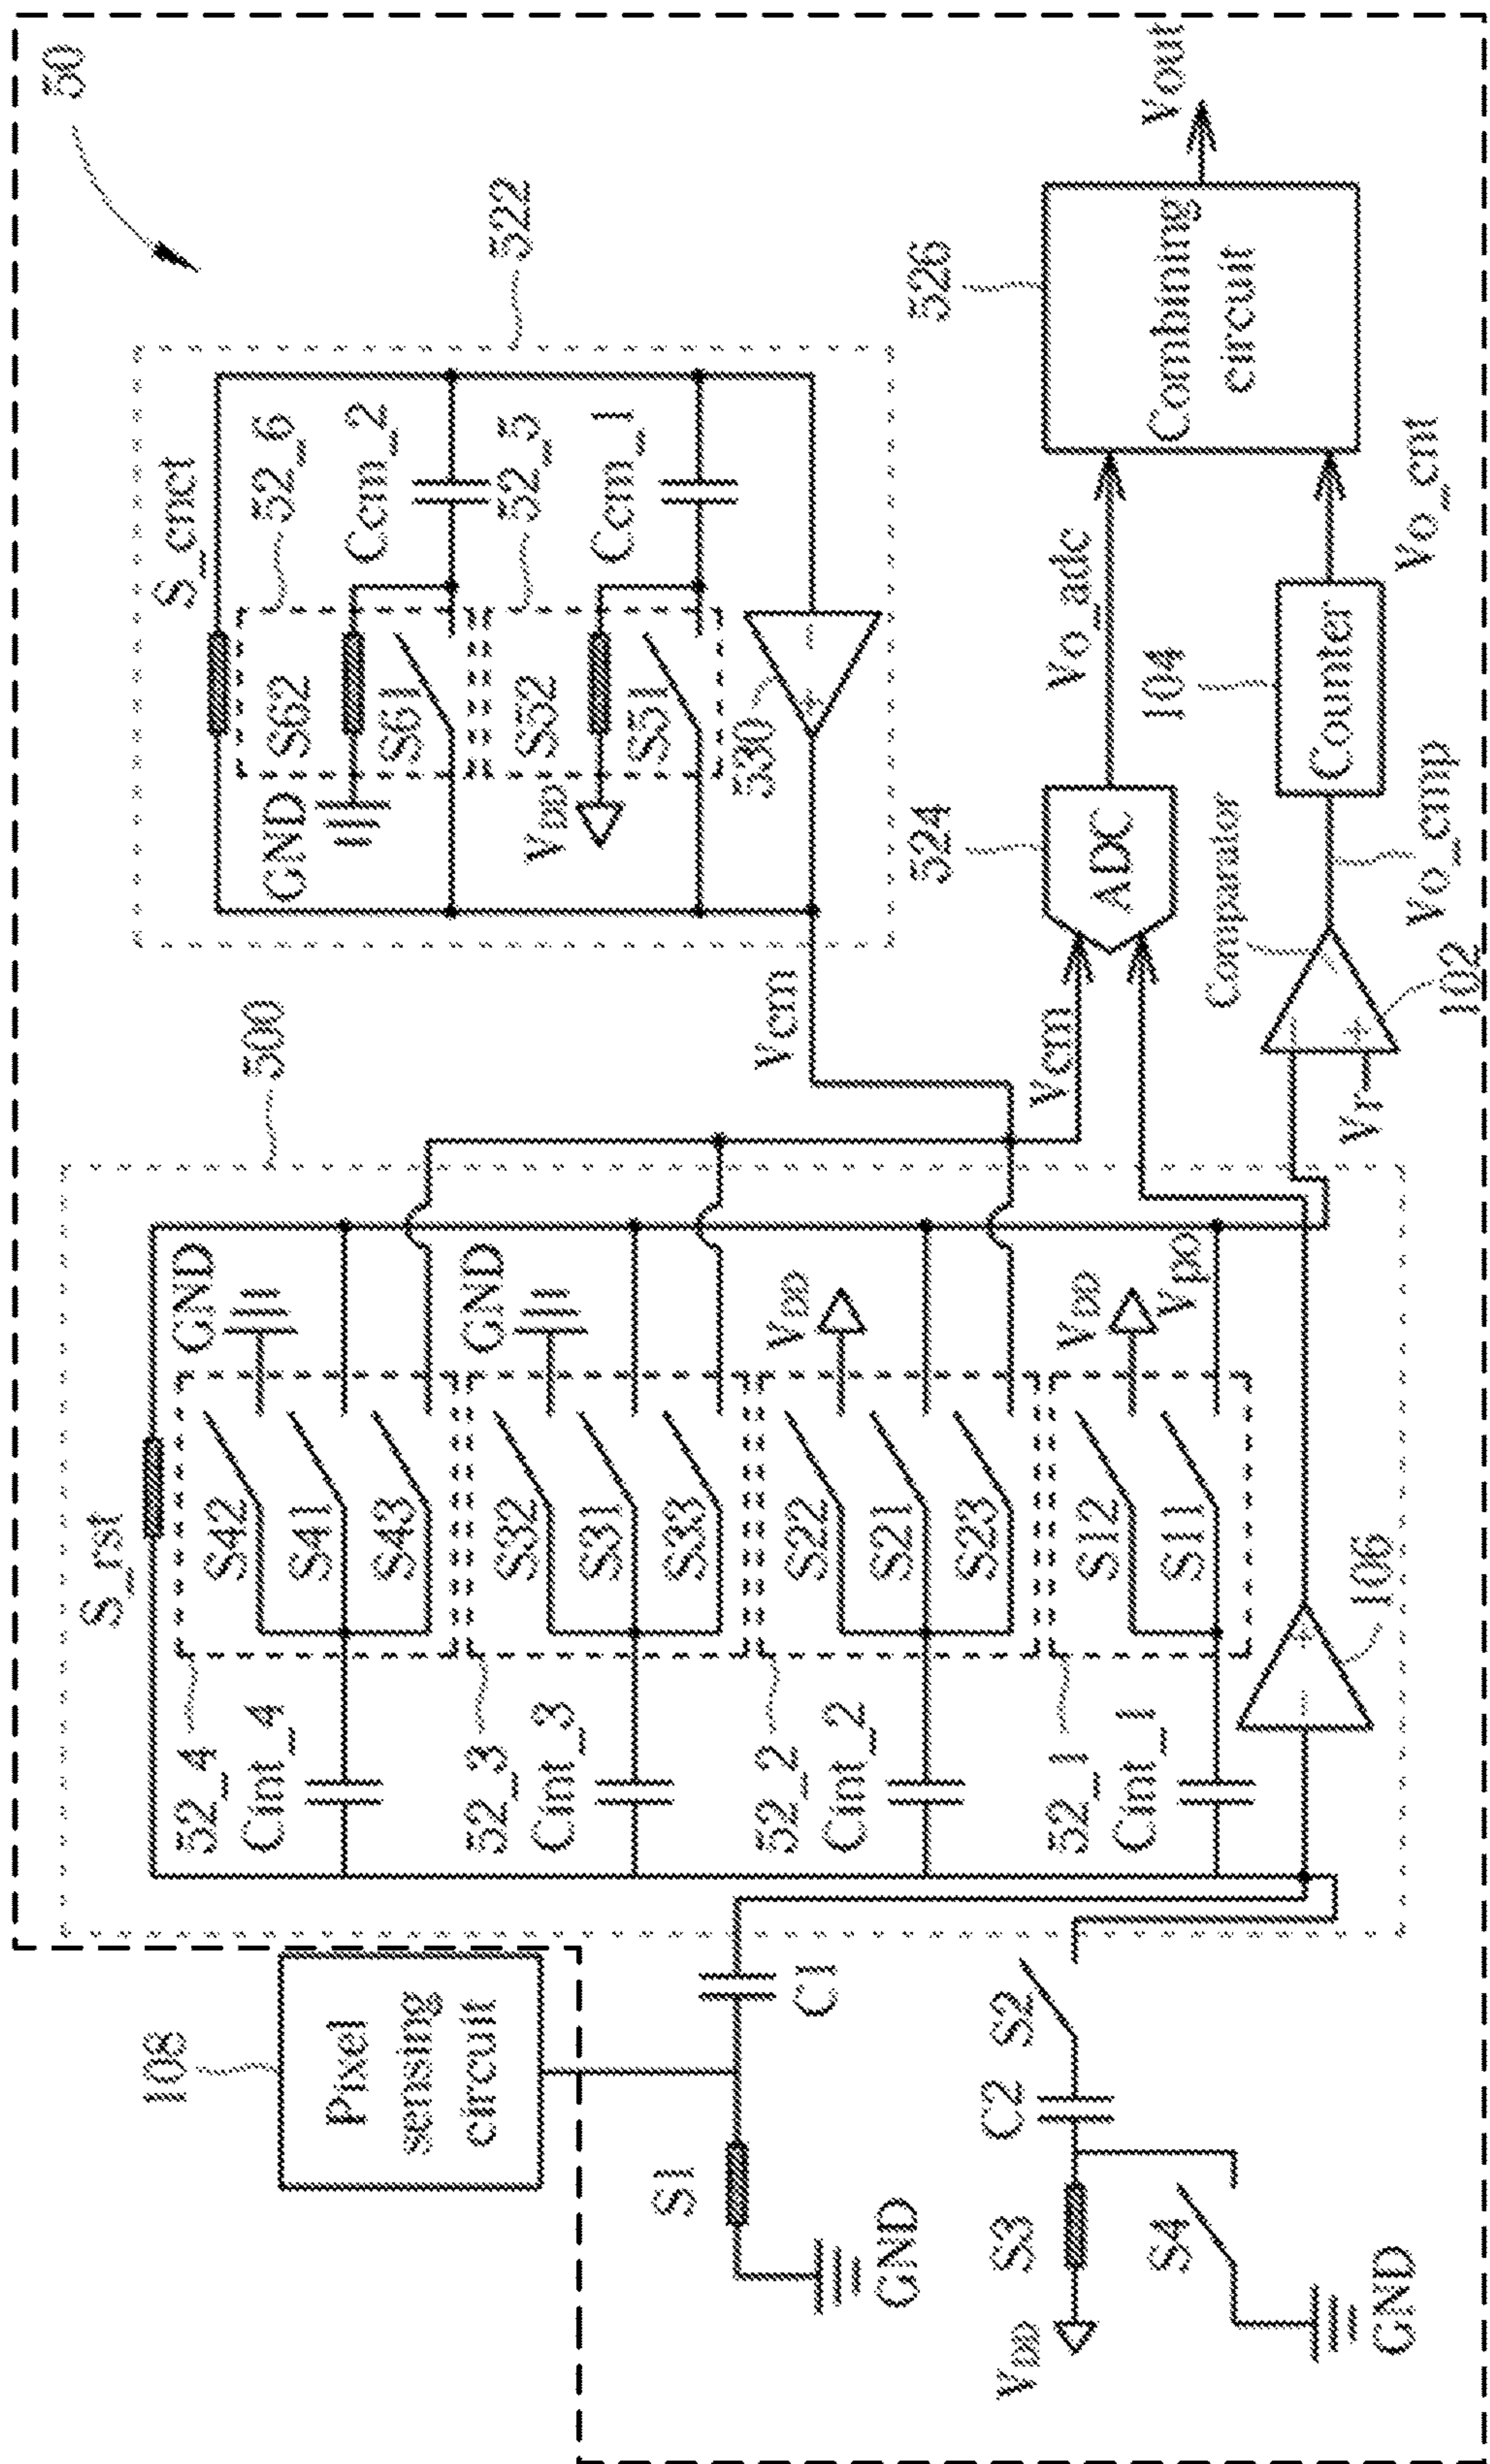 50
108
Pixel
sensing
circuit
S1
GND
C1
VDD
S3
C2
S2
S4
GND
500
S_rst
52_4
Cint_4
S42
S41
S43
GND
52_3
Cint_3
S32
S31
S33
GND
52_2
Cint_2
S22
S21
S23
VDD
52_1
Cint_1
S12
S11
VDD
Vpo
106
522
S_cnct
52_6
S62
S61
GND
Ccm_2
52_5
S52
S51
VDD
Ccm_1
530
Vcm
Vcm
524
ADC
Vo_adc
Comparator
102
Vr
Vo_cmp
104
Counter
Vo_cnt
526
Combining
circuit
Vout